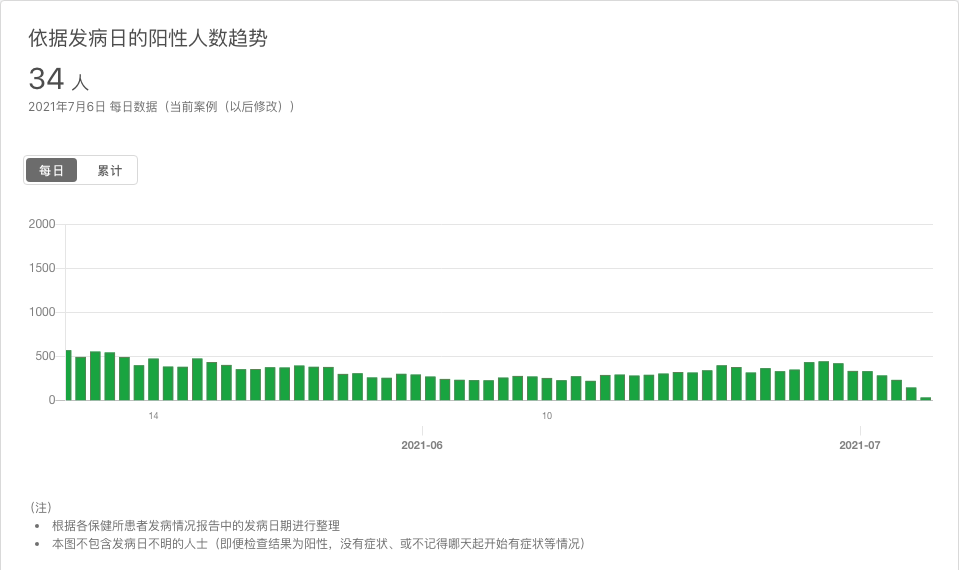 依据发病日的阳性人数趋势
34 人
2021年7月6日 每日数据（当前案例（以后修改））
每日 累计
2000
1500
1000
500
0
14 10
2021-06 2021-07
（注）
• 根据各保健所患者发病情况报告中的发病日期进行整理
• 本图不包含发病日不明的人士（即便检查结果为阳性，没有症状、或不记得哪天起开始有症状等情况）